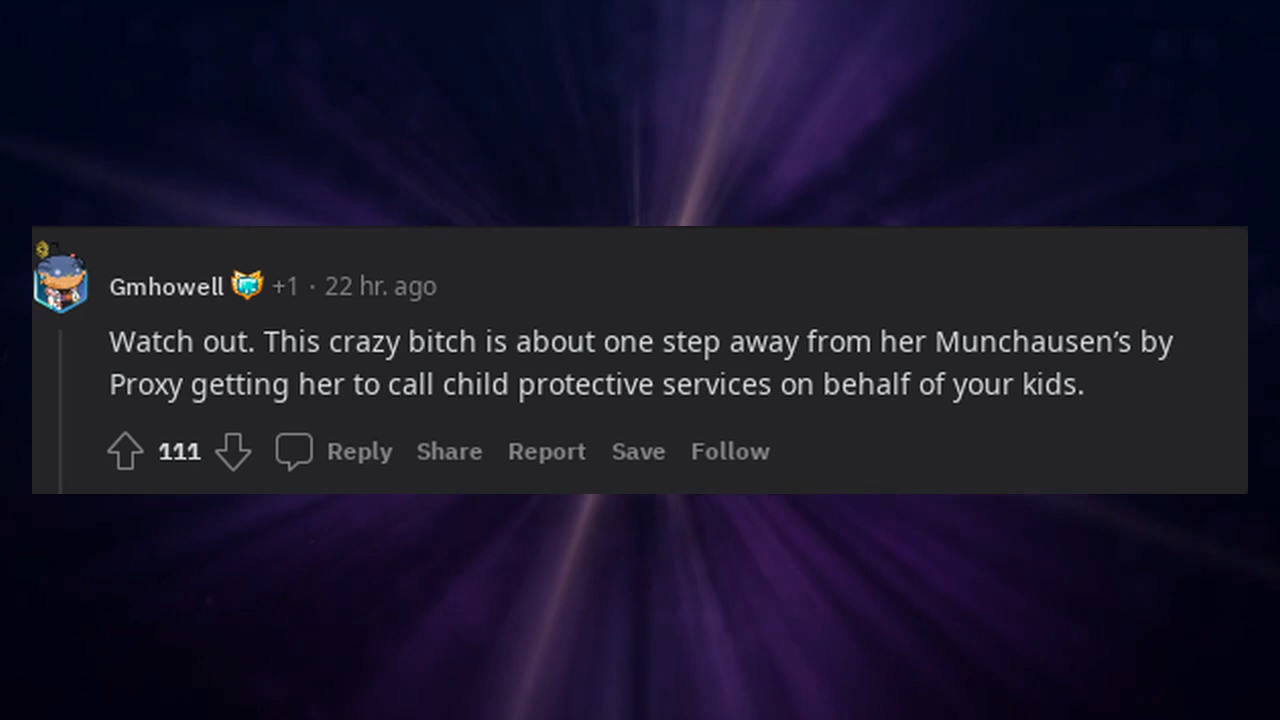 Gmhowell +1 · 22 hr. ago
Watch out. This crazy bitch is about one step away from her Munchausen’s by
Proxy getting her to call child protective services on behalf of your kids.
111 Reply Share Report Save Follow